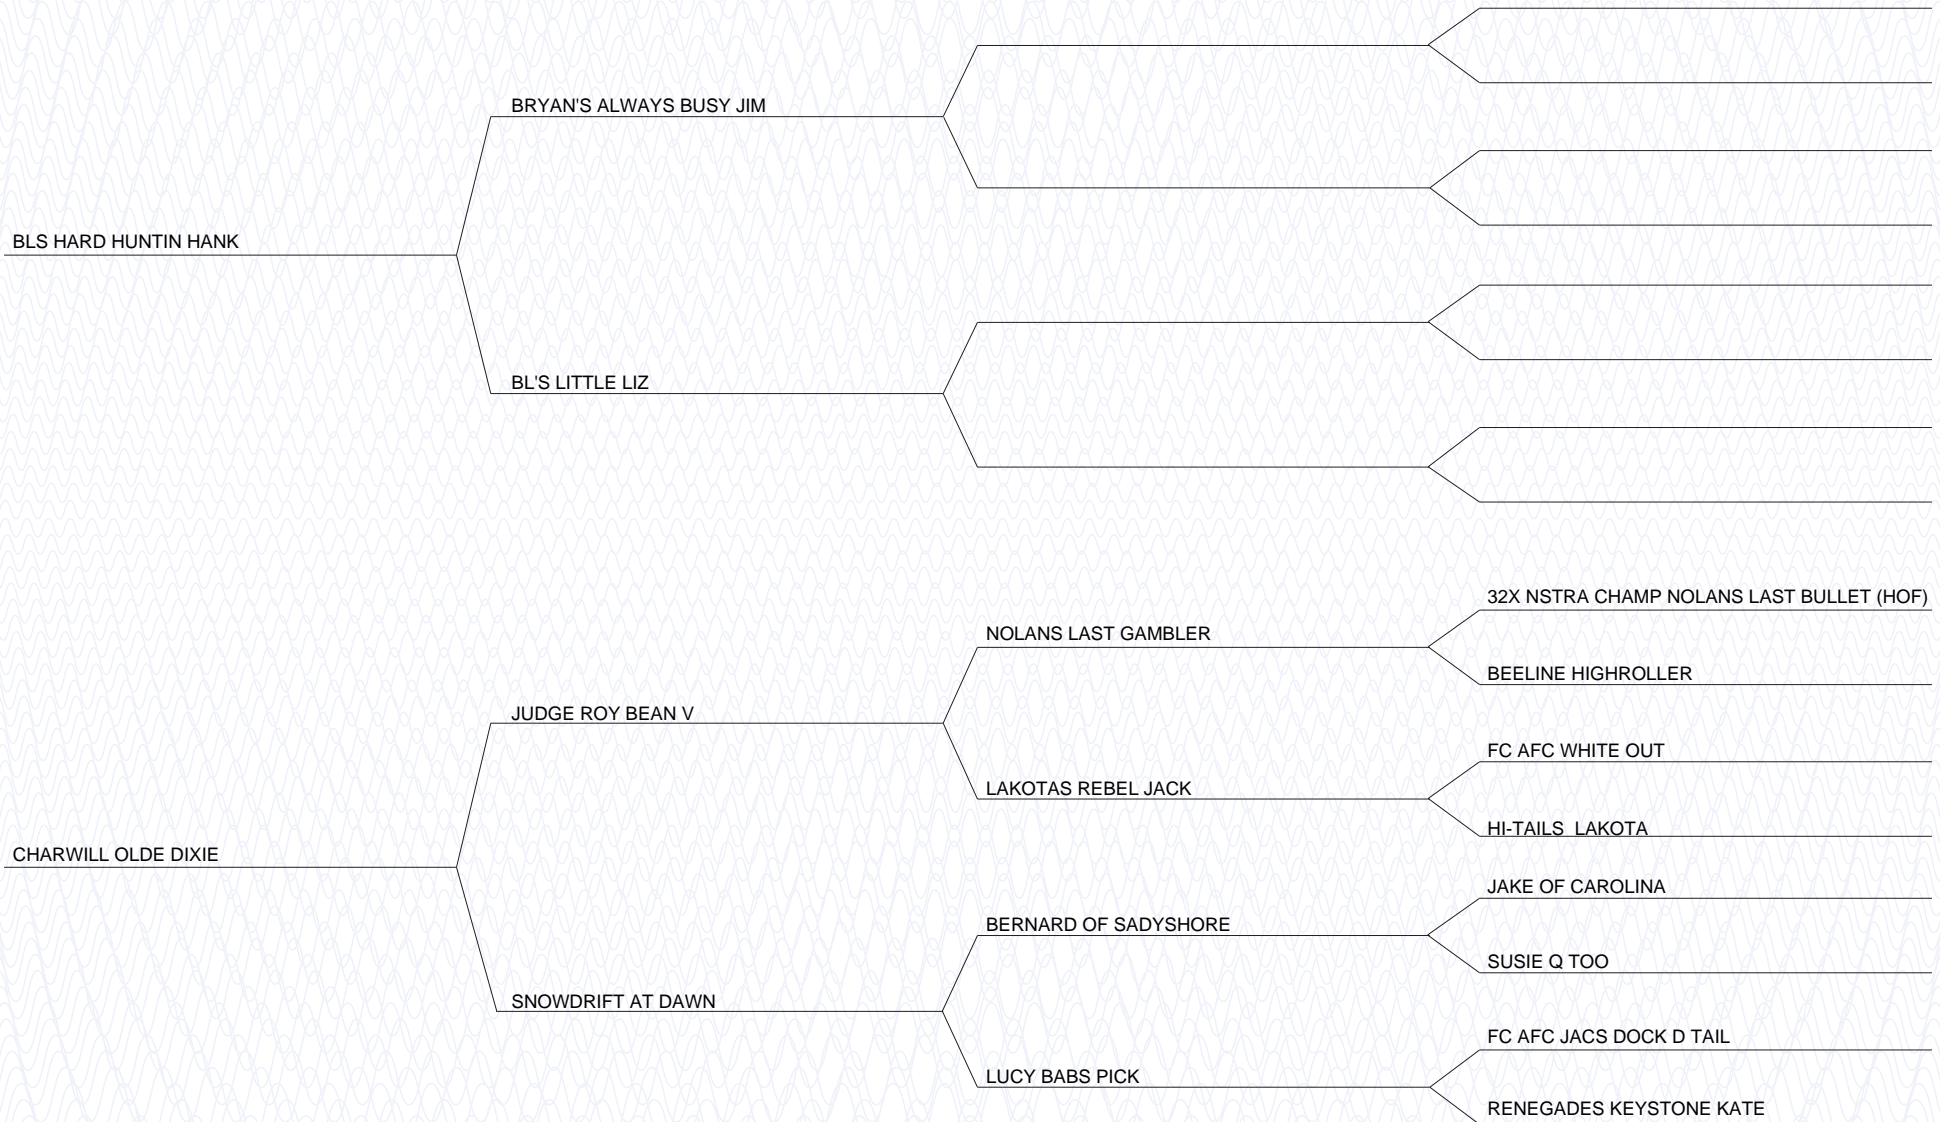 BRYAN'S ALWAYS BUSY JIM
BLS HARD HUNTIN HANK
BL'S LITTLE LIZ
32X NSTRA CHAMP NOLANS LAST BULLET (HOF)
NOLANS LAST GAMBLER
BEELINE HIGHROLLER
JUDGE ROY BEAN V
FC AFC WHITE OUT
LAKOTAS REBEL JACK
HI-TAILS LAKOTA
CHARWILL OLDE DIXIE
JAKE OF CAROLINA
BERNARD OF SADYSHORE
SUSIE Q TOO
SNOWDRIFT AT DAWN
FC AFC JACS DOCK D TAIL
LUCY BABS PICK
RENEGADES KEYSTONE KATE